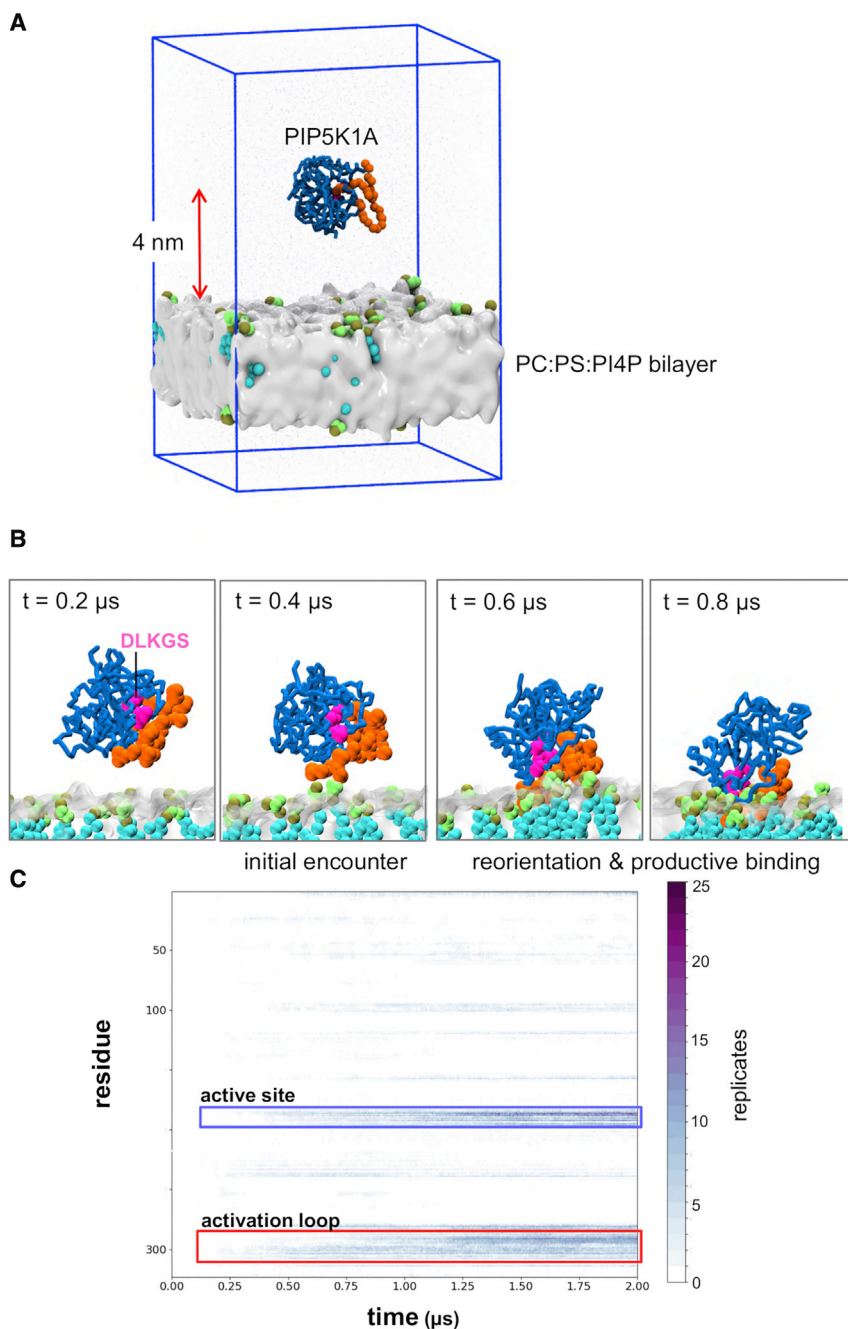 A
PIP5K1A
4 nm
PC:PS:PI4P bilayer
B
t = 0.2 µs
t = 0.4 µs
t = 0.6 µs
t = 0.8 µs
DLKGS
initial encounter
reorientation & productive binding
C
residue
50
100
300
active site
activation loop
0.00
0.25
0.50
0.75
1.00
1.25
1.50
1.75
2.00
time (µs)
25
20
15
10
5
0
replicates